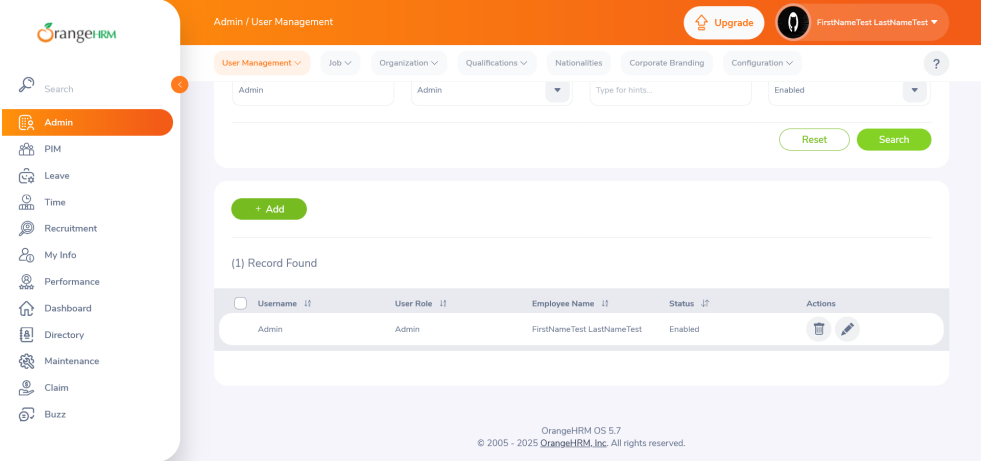 OrangeHRM
Admin / User Management
Upgrade
FirstNameTest LastNameTest
User Management
Job
Organization
Qualifications
Nationalities
Corporate Branding
Configuration
?
Search
Admin
PIM
Leave
Time
Recruitment
My Info
Performance
Dashboard
Directory
Maintenance
Claim
Buzz
Admin
Admin
Type for hints...
Enabled
Reset
Search
+ Add
(1) Record Found
Username User Role Employee Name Status Actions
Admin Admin FirstNameTest LastNameTest Enabled
OrangeHRM OS 5.7
© 2005 - 2025 OrangeHRM, Inc. All rights reserved.